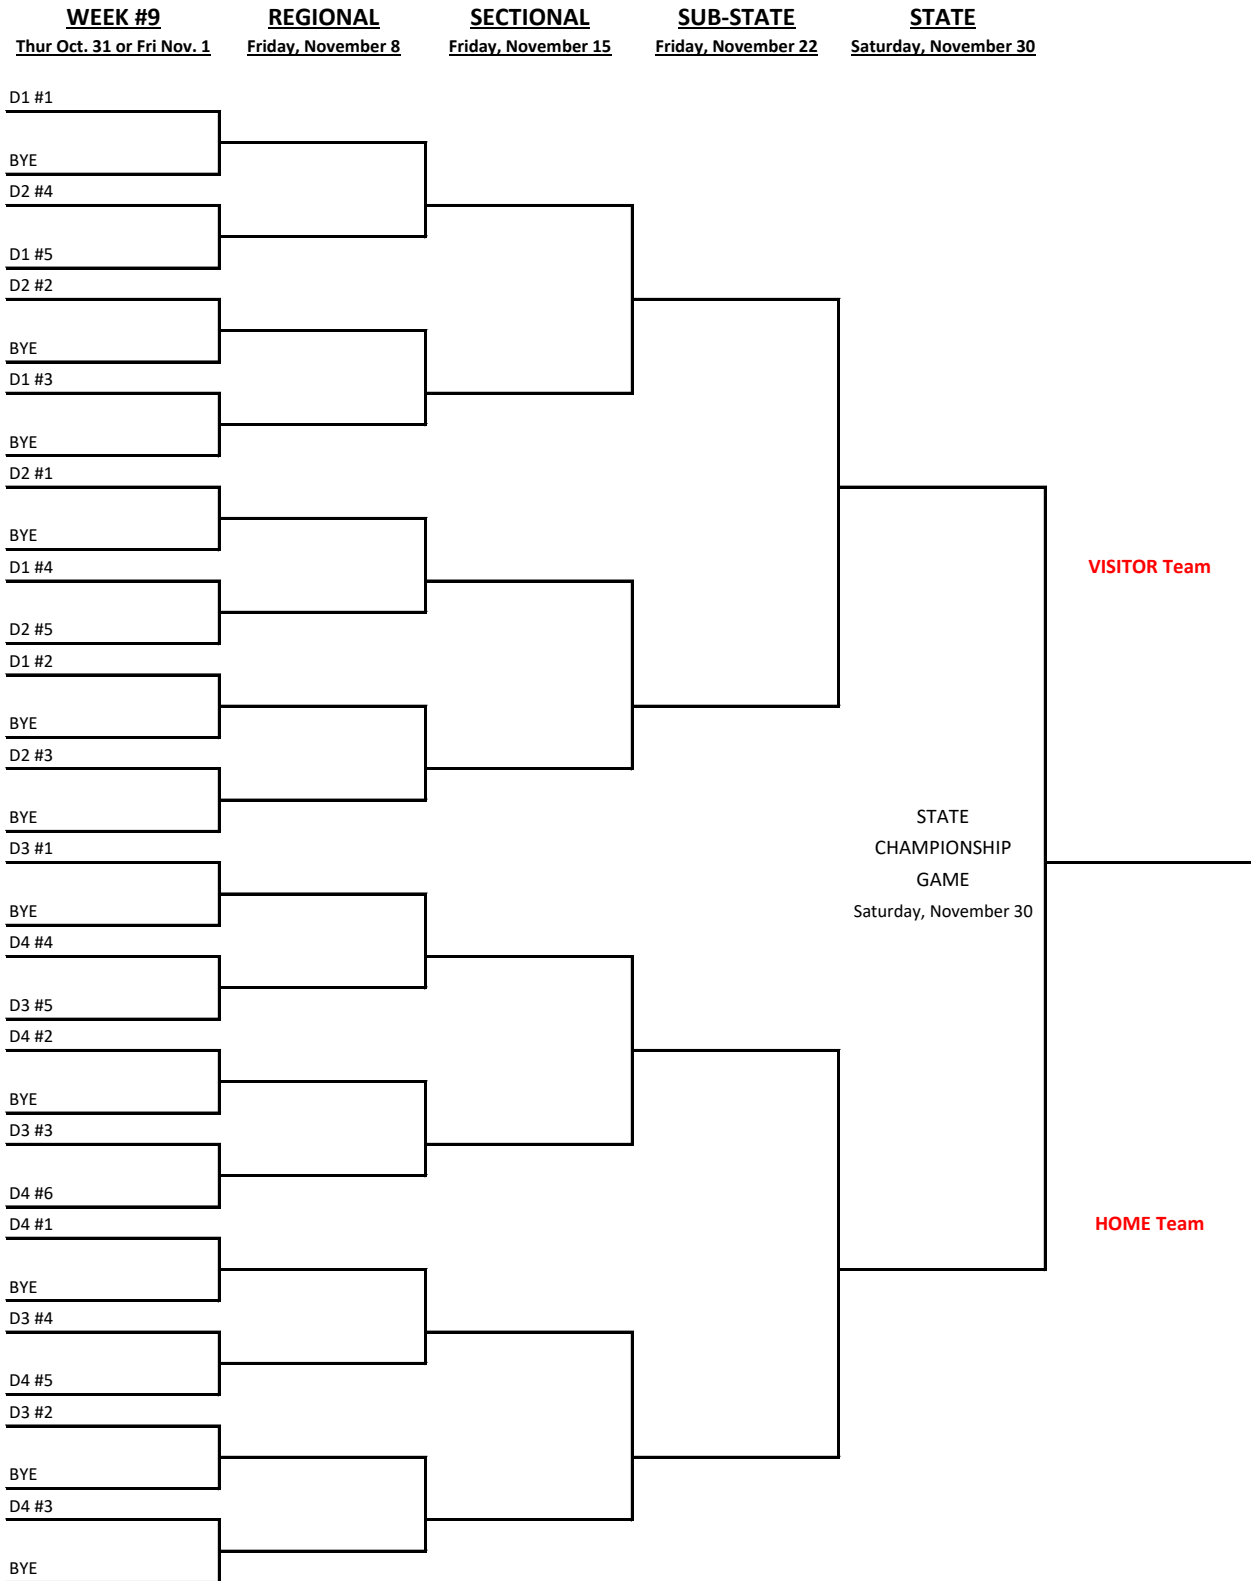 WEEK #9 REGIONAL SECTIONAL SUB-STATE STATE
Thur Oct. 31 or Fri Nov. 1 Friday, November 8 Friday, November 15 Friday, November 22 Saturday, November 30
D1 #1
BYE
D2 #4
D1 #5
D2 #2
BYE
D1 #3
BYE
D2 #1
BYE
D1 #4
VISITOR Team
D2 #5
D1 #2
BYE
D2 #3
BYE
STATE
CHAMPIONSHIP
GAME
Saturday, November 30
D3 #1
BYE
D4 #4
D3 #5
D4 #2
BYE
D3 #3
D4 #6
D4 #1
HOME Team
BYE
D3 #4
D4 #5
D3 #2
BYE
D4 #3
BYE